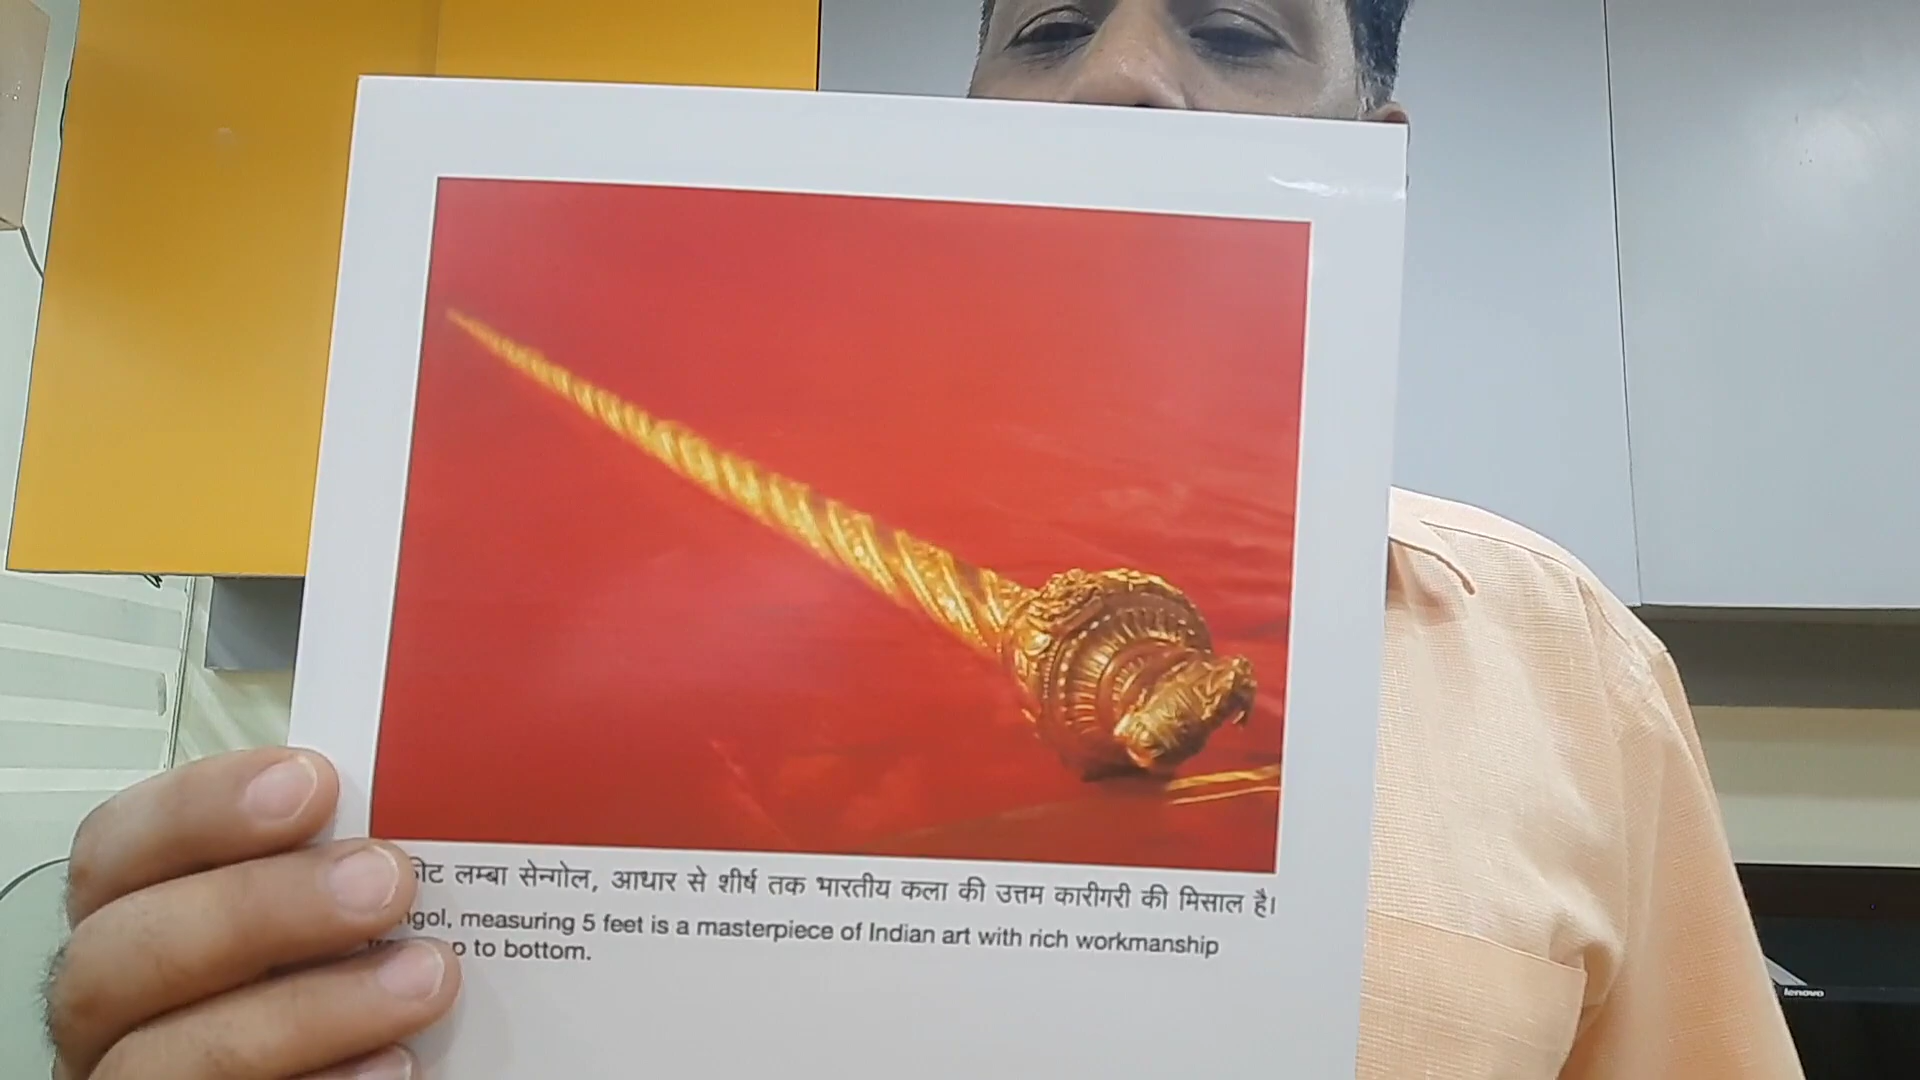 लम्बा सेन्गोल, आधार से शीर्ष तक भारतीय कला की उत्तम कारीगरी की मिसाल है।
measuring 5 feet is a masterpiece of Indian art with rich workmanship
to bottom.
lenovo